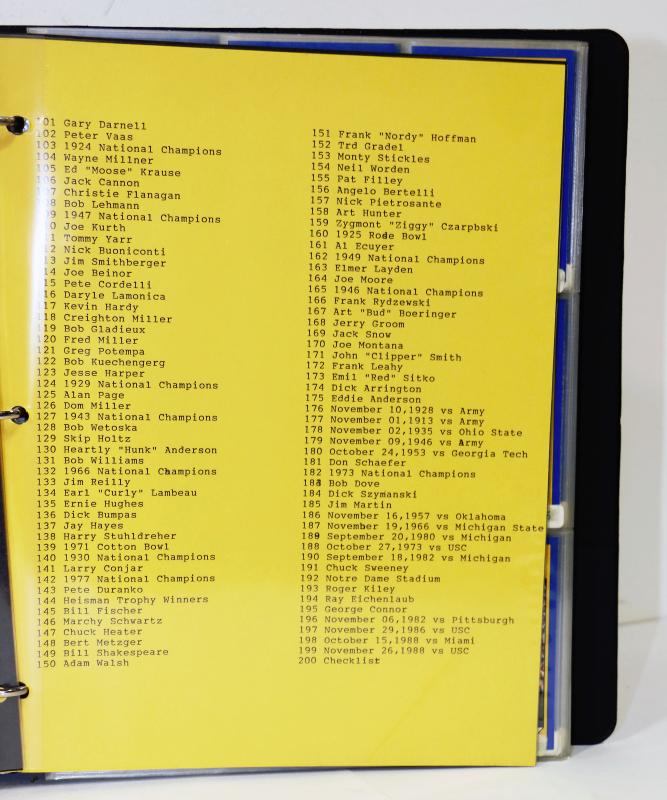 101 Gary Darnell
102 Peter Vaas
103 1924 National Champions
104 Wayne Millner
105 Ed "Moose" Krause
106 Jack Cannon
107 Christie Flanagan
108 Bob Lehmann
109 1947 National Champions
0 Joe Kurth
1 Tommy Yarr
12 Nick Buoniconti
13 Jim Smithberger
14 Joe Beinor
15 Pete Cordelli
16 Daryle Lamonica
117 Kevin Hardy
118 Creighton Miller
119 Bob Gladieux
120 Fred Miller
121 Greg Potempa
122 Bob Kuechengerg
123 Jesse Harper
124 1929 National Champions
125 Alan Page
126 Dom Miller
127 1943 National Champions
128 Bob Wetoska
129 Skip Holtz
130 Heartly "Hunk" Anderson
131 Bob Williams
132 1966 National Champions
133 Jim Reilly
134 Earl "Curly" Lambeau
135 Ernie Hughes
136 Dick Bumpas
137 Jay Hayes
138 Harry Stuhldreher
139 1971 Cotton Bowl
140 1930 National Champions
141 Larry Conjar
142 1977 National Champions
143 Pete Duranko
144 Heisman Trophy Winners
145 Bill Fischer
146 Marchy Schwartz
147 Chuck Heater
148 Bert Metzger
149 Bill Shakespeare
150 Adam Walsh
151 Frank "Nordy" Hoffman
152 Trd Gradel
153 Monty Stickles
154 Neil Worden
155 Pat Filley
156 Angelo Bertelli
157 Nick Pietrosante
158 Art Hunter
159 Zygmont "Ziggy" Czarpbski
160 1925 Rode Bowl
161 Al Ecuyer
162 1949 National Champions
163 Elmer Layden
164 Joe Moore
165 1946 National Champions
166 Frank Rydzewski
167 Art "Bud" Boeringer
168 Jerry Groom
169 Jack Snow
170 Joe Montana
171 John "Clipper" Smith
172 Frank Leahy
173 Emil "Red" Sitko
174 Dick Arrington
175 Eddie Anderson
176 November 10,1928 vs Army
177 November 01,1913 vs Army
178 November 02,1935 vs Ohio State
179 November 09,1946 vs Army
180 October 24,1953 vs Georgia Tech
181 Don Schaefer
182 1973 National Champions
183 Bob Dove
184 Dick Szymanski
185 Jim Martin
186 November 16,1957 vs Oklahoma
187 November 19,1966 vs Michigan State
189 September 20,1980 vs Michigan
188 October 27,1973 vs USC
190 September 18,1982 vs Michigan
191 Chuck Sweeney
192 Notre Dame Stadium
193 Roger Kiley
194 Ray Eichenlaub
195 George Connor
196 November 06,1982 vs Pittsburgh
197 November 29,1986 vs USC
198 October 15,1988 vs Miami
199 November 26,1988 vs USC
200 Checklist